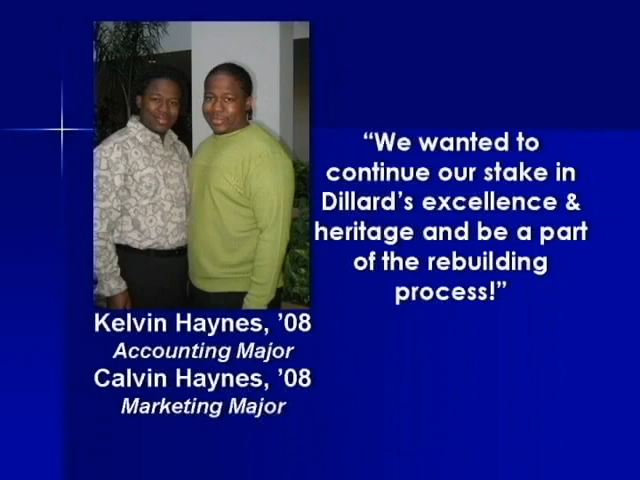 “We wanted to
continue our stake in
Dillard’s excellence &
heritage and be a part
of the rebuilding
process!”
Kelvin Haynes, ’08
Accounting Major
Calvin Haynes, ’08
Marketing Major